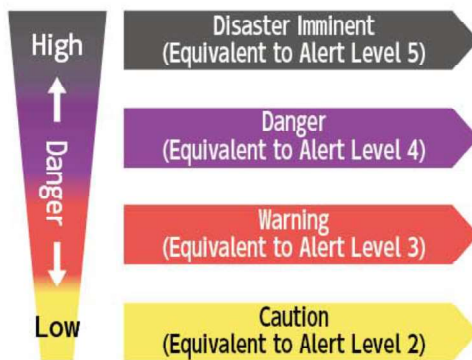 High
Danger
Low
Disaster Imminent
(Equivalent to Alert Level 5)
Danger
(Equivalent to Alert Level 4)
Warning
(Equivalent to Alert Level 3)
Caution
(Equivalent to Alert Level 2)